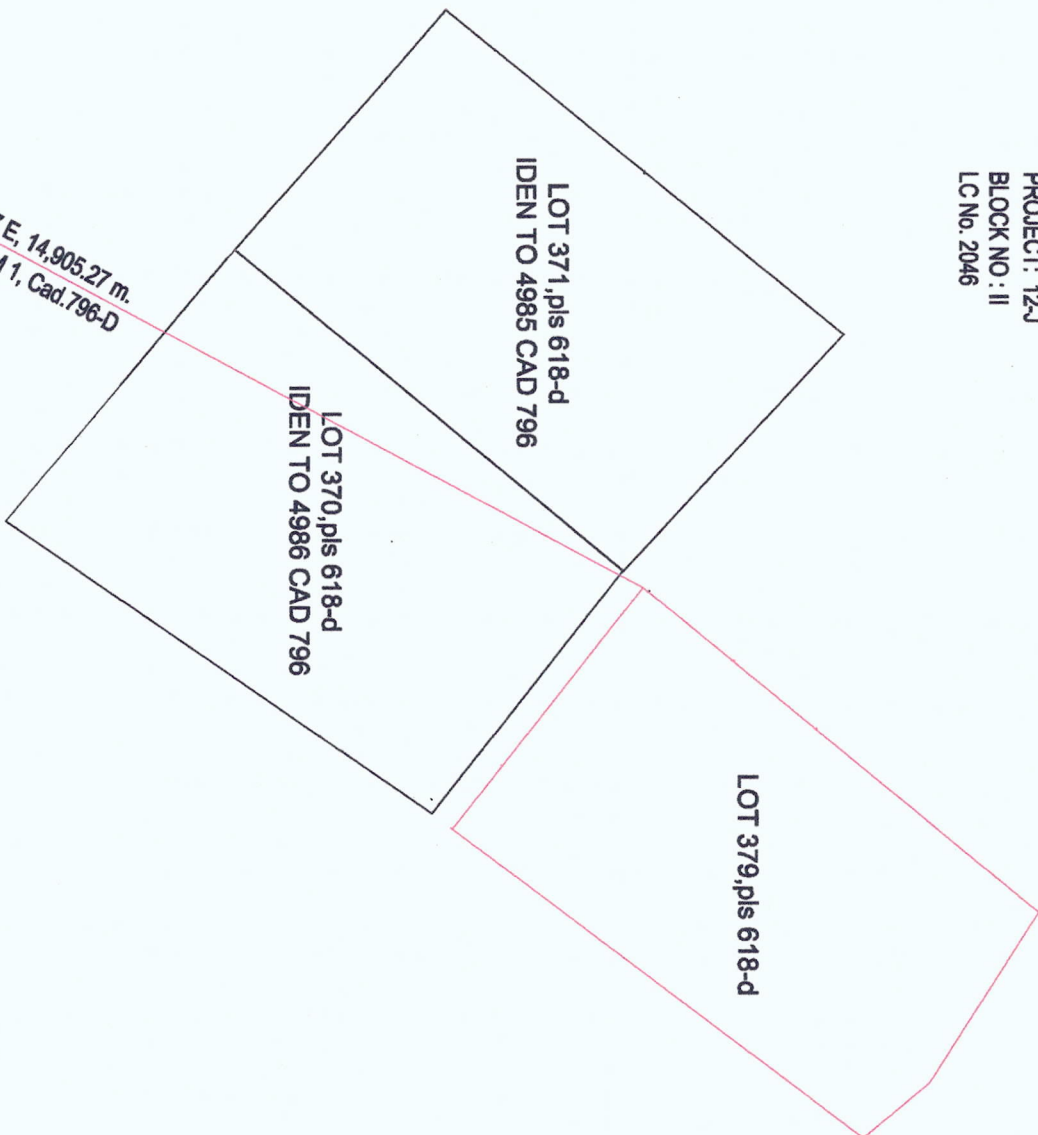 PROJECT: 12-J
BLOCK NO : II
LC No. 2046
LOT 371,pls 618-d
IDEN TO 4985 CAD 796
LOT 370,pls 618-d
IDEN TO 4986 CAD 796
LOT 379,pls 618-d
E, 14,905.27 m.
1, Cad.796-D